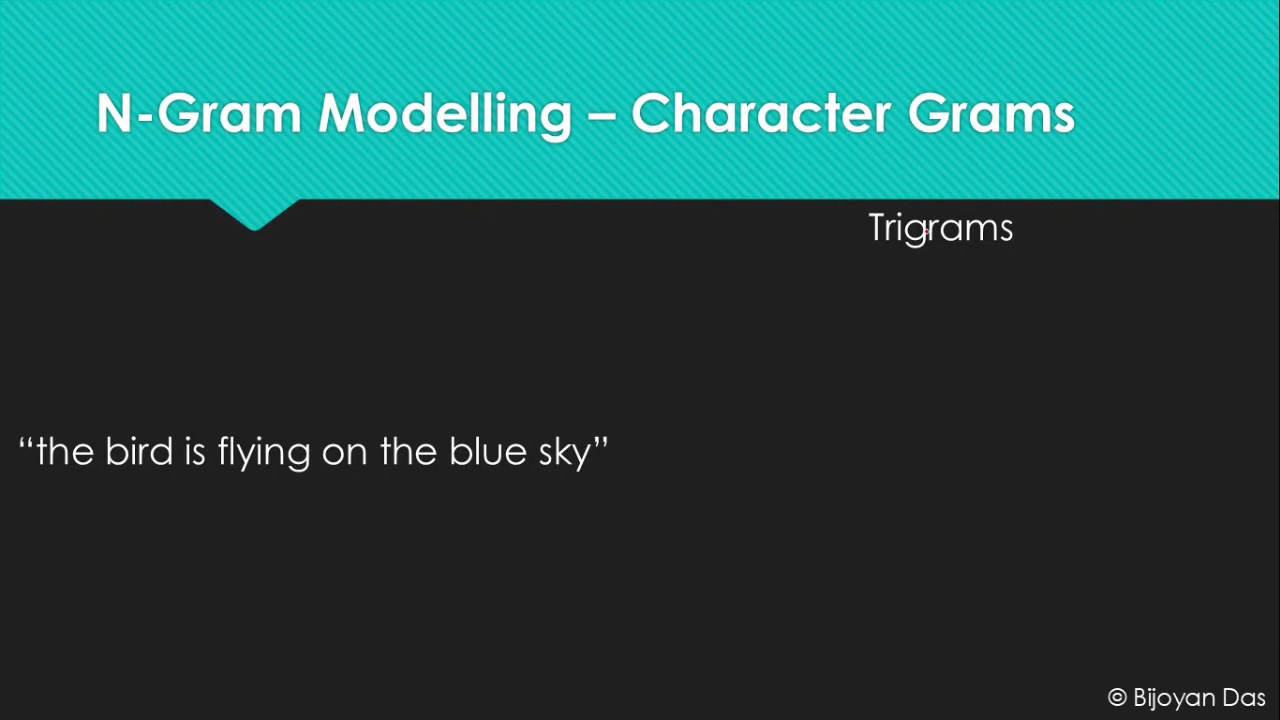 N-Gram Modelling – Character Grams
Trigrams
“the bird is flying on the blue sky”
© Bijoyan Das